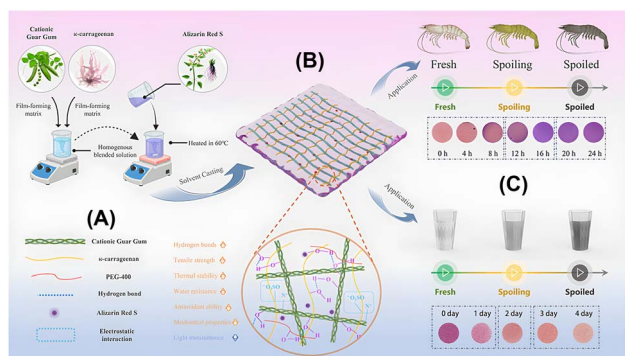 Cationic
Guar Gum
κ-carrageenan
Alizarin Red S
Film-forming
matrix
Film-forming
matrix
Homogenous
blended solution
Heated in 60℃
Solvent Casting
(A)
Cationic Guar Gum
κ-carrageenan
PEG-400
Hydrogen bond
Alizarin Red S
Electrostatic
interaction
(B)
Hydrogen bonds
Tensile strength
Thermal stability
Water resistance
Antioxidant ability
Mechanical properties
Light transmittance
Application
Application
Fresh
Spoiling
Spoiled
Fresh
Spoiling
Spoiled
0 h
4 h
8 h
12 h
16 h
20 h
24 h
(C)
Fresh
Spoiling
Spoiled
0 day
1 day
2 day
3 day
4 day